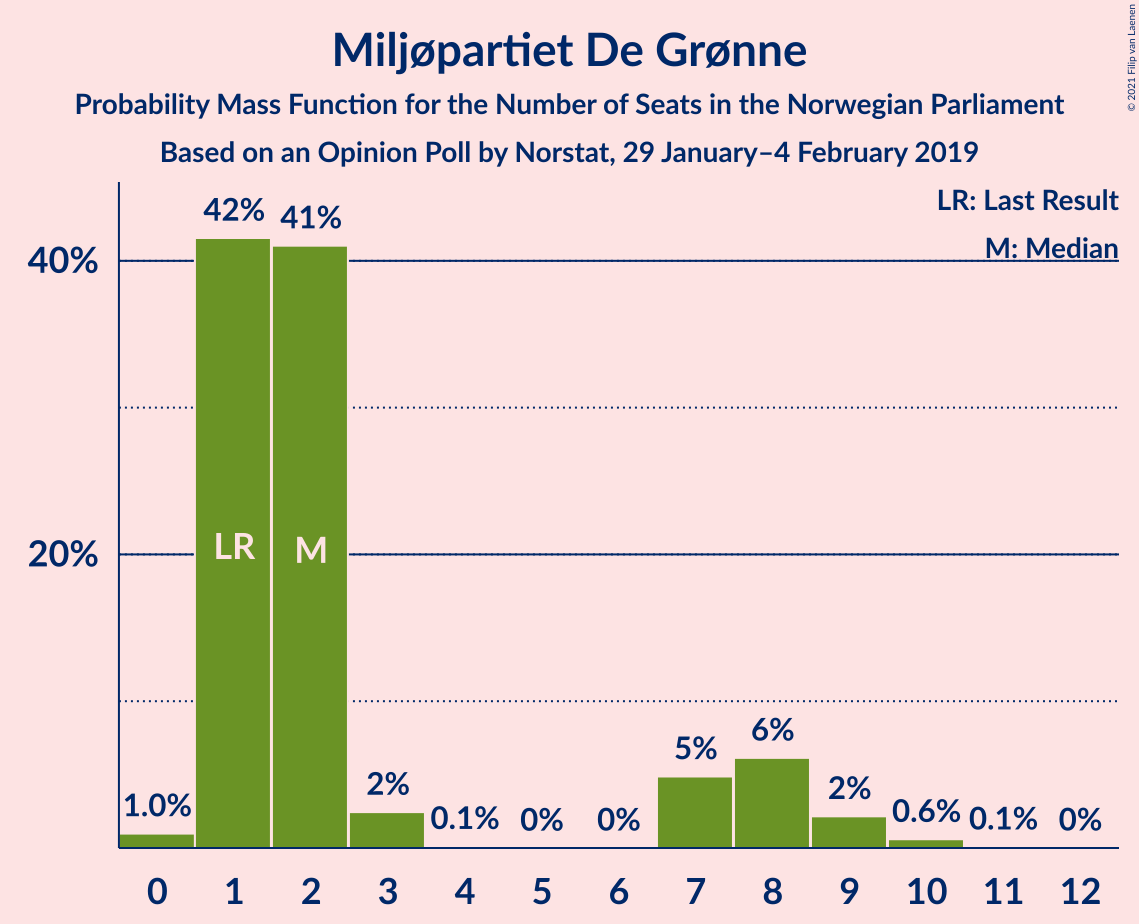 Miljøpartiet De Grønne
Probability Mass Function for the Number of Seats in the Norwegian Parliament
Based on an Opinion Poll by Norstat, 29 January–4 February 2019
© 2021 Filip van Laenen
LR: Last Result
M: Median
42%
41%
40%
LR
M
20%
6%
5%
2%
2%
1.0%
0.6%
0.1%
0%
0%
0.1%
0%
0 1 2 3 4 5 6 7 8 9 10 11 12